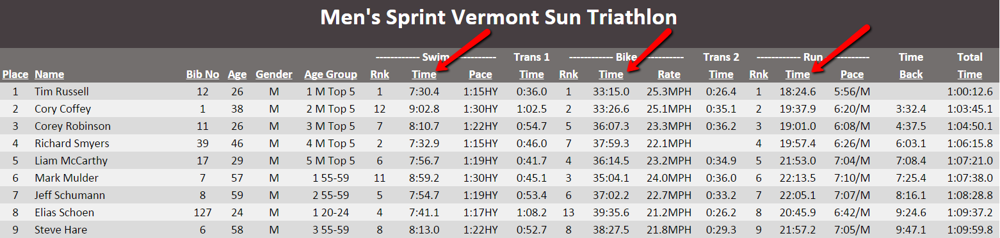 Men's Sprint Vermont Sun Triathlon
------------ Swim ------------ Trans 1 ------------ Bike ------------ Trans 2 ------------ Run ------------ Time Total
Place Name Bib No Age Gender Age Group Rnk Time Pace Time Rnk Time Rate Time Rnk Time Pace Back Time
1 Tim Russell 12 26 M 1 M Top 5 1 7:30.4 1:15HY 0:36.0 1 33:15.0 25.3MPH 0:26.4 1 18:24.6 5:56/M 1:00:12.6
2 Cory Coffey 1 38 M 2 M Top 5 12 9:02.8 1:30HY 1:02.5 2 33:26.6 25.1MPH 0:35.1 2 19:37.9 6:20/M 3:32.4 1:03:45.1
3 Corey Robinson 11 26 M 3 M Top 5 7 8:10.7 1:22HY 0:54.7 5 36:07.3 23.3MPH 0:36.2 3 19:01.0 6:08/M 4:37.5 1:04:50.1
4 Richard Smyers 39 46 M 4 M Top 5 2 7:32.9 1:15HY 0:46.0 7 37:59.3 22.1MPH 4 19:57.4 6:26/M 6:03.1 1:06:15.8
5 Liam McCarthy 17 29 M 5 M Top 5 6 7:56.7 1:19HY 0:41.7 4 36:14.5 23.2MPH 0:34.9 5 21:53.0 7:04/M 7:08.4 1:07:21.0
6 Mark Mulder 7 57 M 1 55-59 11 8:59.2 1:30HY 0:45.1 3 35:04.1 24.0MPH 0:36.0 6 22:13.5 7:10/M 7:25.4 1:07:38.0
7 Jeff Schumann 8 59 M 2 55-59 5 7:54.7 1:19HY 0:53.4 6 37:02.2 22.7MPH 0:33.2 7 22:05.1 7:07/M 8:16.1 1:08:28.8
8 Elias Schoen 127 24 M 1 20-24 4 7:41.1 1:17HY 1:08.2 13 39:35.6 21.2MPH 0:26.2 8 20:45.9 6:42/M 9:24.6 1:09:37.2
9 Steve Hare 6 58 M 3 55-59 8 8:13.0 1:22HY 0:52.7 8 38:27.5 21.8MPH 0:29.3 9 21:57.2 7:05/M 9:47.1 1:09:59.8